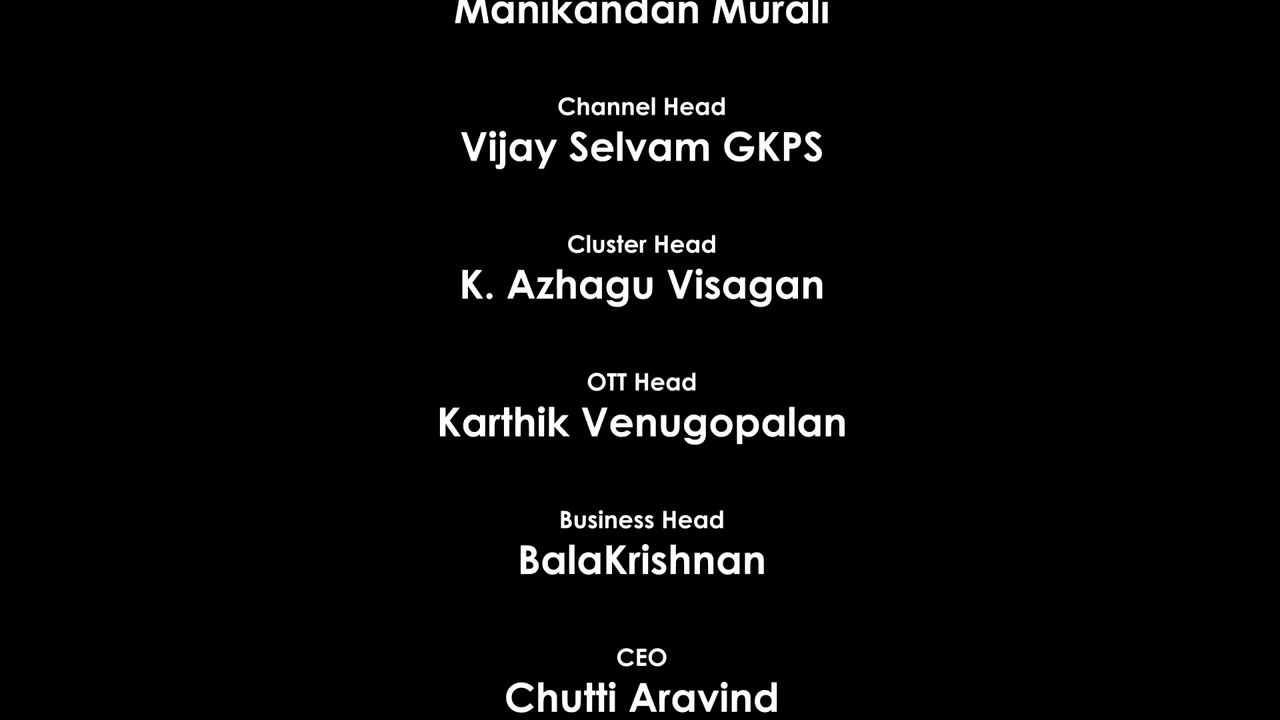 Manikandan Murali
Channel Head
Vijay Selvam GKPS
Cluster Head
K. Azhagu Visagan
OTT Head
Karthik Venugopalan
Business Head
BalaKrishnan
CEO
Chutti Aravind